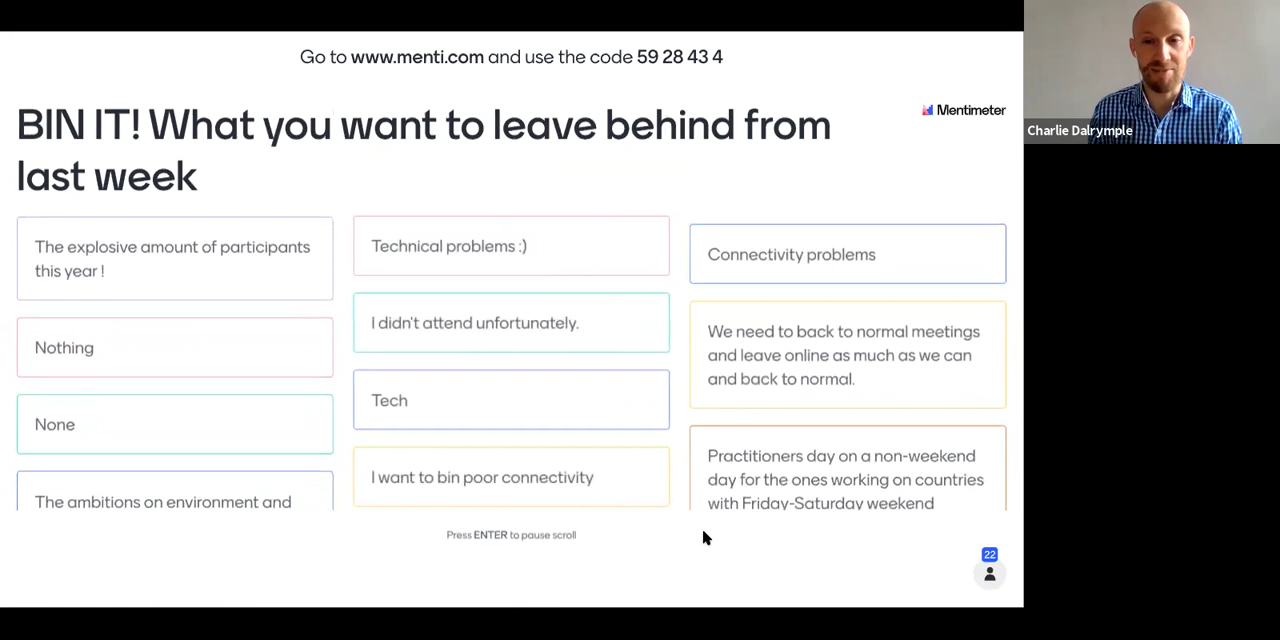 Go to www.menti.com and use the code 59 28 43 4
BIN IT! What you want to leave behind from
last week
Mentimeter
Charlie Dalrymple
The explosive amount of participants
this year !
Nothing
None
The ambitions on environment and
Technical problems :)
I didn't attend unfortunately.
Tech
I want to bin poor connectivity
Connectivity problems
We need to back to normal meetings
and leave online as much as we can
and back to normal.
Practitioners day on a non-weekend
day for the ones working on countries
with Friday-Saturday weekend
Press ENTER to pause scroll
22